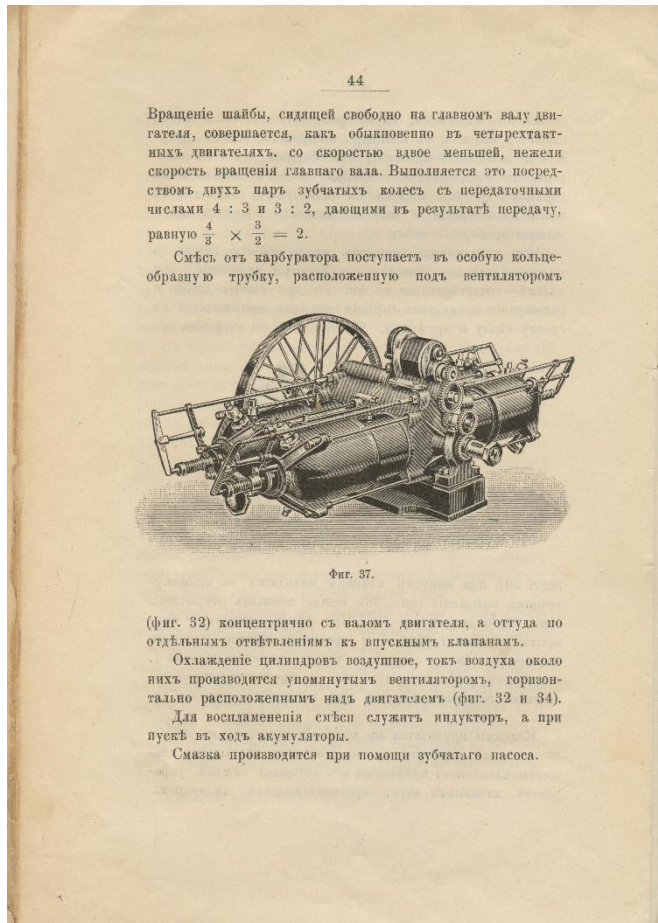 44
Вращеніе шайбы, сидящей свободно на главномъ валу дви-
гателя, совершается, какъ обыкновенно въ четырехтакт-
ныхъ двигателяхъ, со скоростью вдвое меньшей, нежели
скорость вращенія главнаго вала. Выполняется это посред-
ствомъ двухъ паръ зубчатыхъ колесъ съ передаточными
числами 4 : 3 и 3 : 2, дающими въ результатѣ передачу,
равную 4/3 × 3/2 = 2.
Смѣсь отъ карбуратора поступаетъ въ особую кольце-
образную трубку, расположенную подъ вентиляторомъ
Фиг. 37.
(фиг. 32) концентрично съ валомъ двигателя, а оттуда по
отдѣльнымъ отвѣтвленіямъ къ впускнымъ клапанамъ.
Охлажденіе цилиндровъ воздушное, токъ воздуха около
нихъ производится упомянутымъ вентиляторомъ, горизон-
тально расположеннымъ надъ двигателемъ (фиг. 32 и 34).
Для воспламененія смѣси служитъ индукторъ, а при
пускѣ въ ходъ акумуляторы.
Смазка производится при помощи зубчатаго насоса.